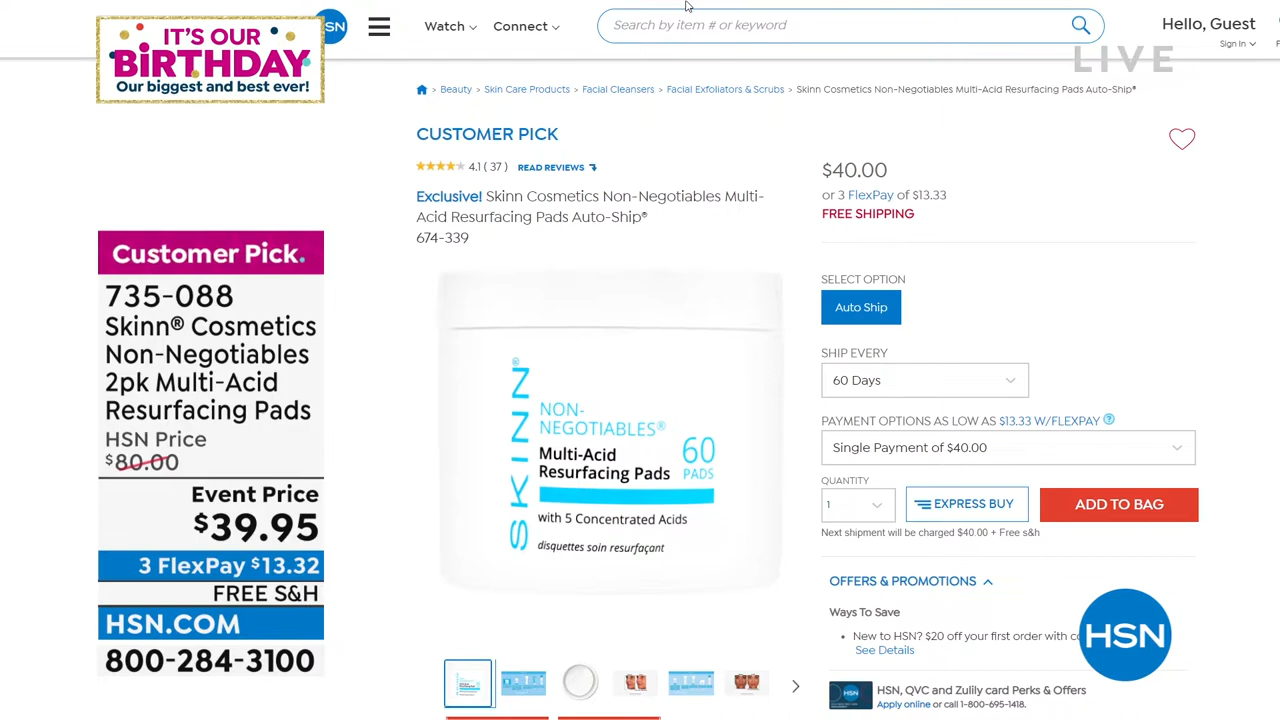 IT'S OUR
BIRTHDAY
Our biggest and best ever!
SN
Watch
Connect
Search by item # or keyword
Hello, Guest
Sign In
LIVE
Beauty > Skin Care Products > Facial Cleansers > Facial Exfoliators & Scrubs > Skinn Cosmetics Non-Negotiables Multi-Acid Resurfacing Pads Auto-Ship®
CUSTOMER PICK
4.1 ( 37 ) READ REVIEWS
Exclusive! Skinn Cosmetics Non-Negotiables Multi-
Acid Resurfacing Pads Auto-Ship®
674-339
SKINN®
NON-
NEGOTIABLES®
Multi-Acid
Resurfacing Pads
60
PADS
with 5 Concentrated Acids
disquettes soin resurfaçant
$40.00
or 3 FlexPay of $13.33
FREE SHIPPING
SELECT OPTION
Auto Ship
SHIP EVERY
60 Days
PAYMENT OPTIONS AS LOW AS $13.33 W/FLEXPAY ?
Single Payment of $40.00
QUANTITY
1
EXPRESS BUY
ADD TO BAG
Next shipment will be charged $40.00 + Free s&h
OFFERS & PROMOTIONS
Ways To Save
New to HSN? $20 off your first order with
See Details
HSN
HSN
HSN, QVC and Zulily card Perks & Offers
Apply online or call 1-800-695-1418.
Customer Pick.
735-088
Skinn® Cosmetics
Non-Negotiables
2pk Multi-Acid
Resurfacing Pads
HSN Price
$80.00
Event Price
$39.95
3 FlexPay $13.32
FREE S&H
HSN.COM
800-284-3100